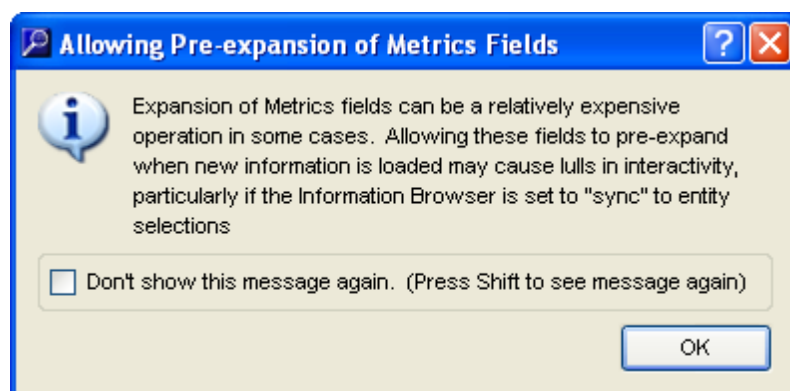 Allowing Pre-expansion of Metrics Fields
Expansion of Metrics fields can be a relatively expensive
operation in some cases. Allowing these fields to pre-expand
when new information is loaded may cause lulls in interactivity,
particularly if the Information Browser is set to "sync" to entity
selections
Don't show this message again. (Press Shift to see message again)
OK